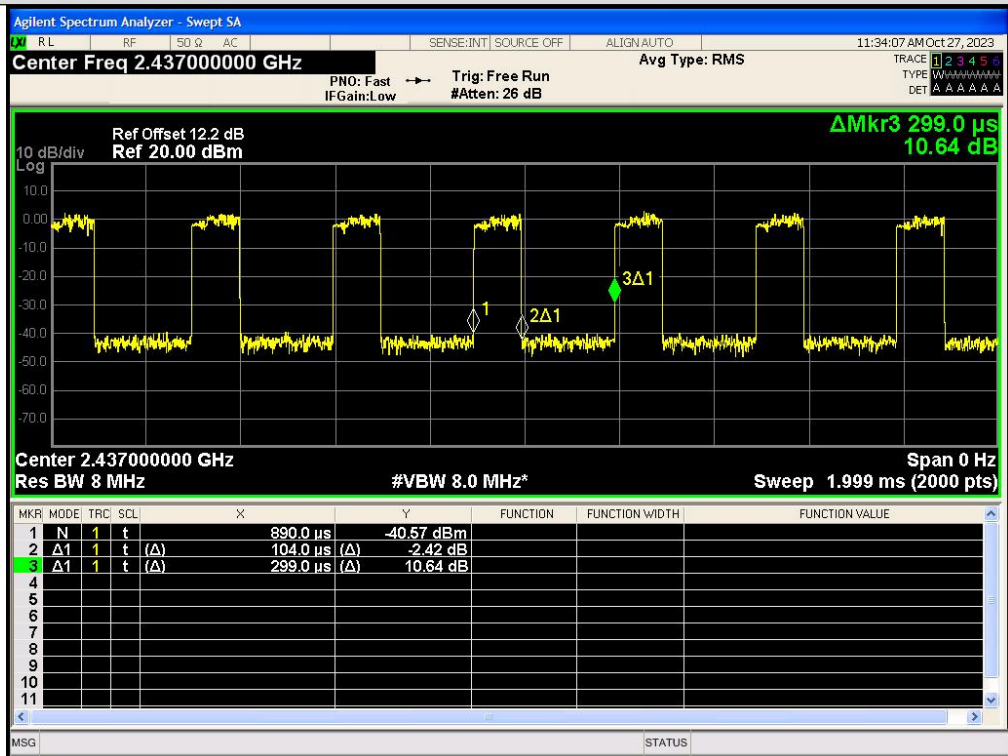 Agilent Spectrum Analyzer - Swept SA
LXI RL RF 50 Ω AC SENSE:INT SOURCE OFF ALIGN AUTO 11:34:07 AM Oct 27, 2023
Center Freq 2.437000000 GHz Avg Type: RMS TRACE 1 2 3 4 5 6
PNO: Fast Trig: Free Run TYPE WWWWWW
IFGain:Low #Atten: 26 dB DET A A A A A A
ΔMkr3 299.0 µs
Ref Offset 12.2 dB
10 dB/div Ref 20.00 dBm 10.64 dB
Log
10.0
0.00
-10.0
-20.0
3Δ1
-30.0
1 2Δ1
-40.0
-50.0
-60.0
-70.0
Center 2.437000000 GHz Span 0 Hz
Res BW 8 MHz #VBW 8.0 MHz* Sweep 1.999 ms (2000 pts)
MKR MODE TRC SCL X Y FUNCTION FUNCTION WIDTH FUNCTION VALUE
1 N 1 t 890.0 µs -40.57 dBm
2 Δ1 1 t (Δ) 104.0 µs (Δ) -2.42 dB
3 Δ1 1 t (Δ) 299.0 µs (Δ) 10.64 dB
4
5
6
7
8
9
10
11
MSG STATUS